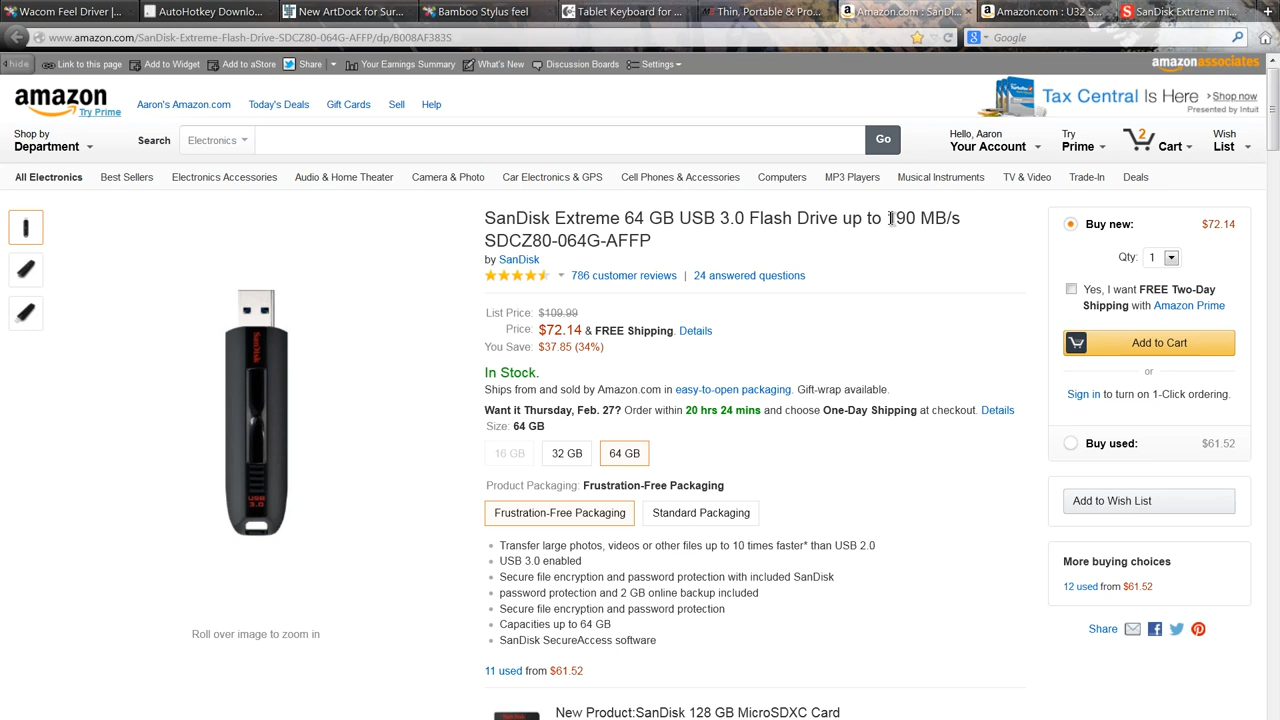 Wacom Feel Driver |...
AutoHotkey Downlo...
New ArtDock for Sur...
Bamboo Stylus feel
Tablet Keyboard for ...
Thin, Portable & Pro...
Amazon.com : SanDi...
Amazon.com : U32 S...
SanDisk Extreme mi...
www.amazon.com/SanDisk-Extreme-Flash-Drive-SDCZ80-064G-AFFP/dp/B008AF383S
Google
hide Link to this page Add to Widget Add to aStore Share Your Earnings Summary What's New Discussion Boards Settings amazonassociates
amazon
Try Prime
Aaron's Amazon.com Today's Deals Gift Cards Sell Help
Tax Central Is Here Shop now
Presented by Intuit
Shop by
Department
Search Electronics Go
Hello, Aaron
Your Account
Try
Prime
2
Cart
Wish
List
All Electronics Best Sellers Electronics Accessories Audio & Home Theater Camera & Photo Car Electronics & GPS Cell Phones & Accessories Computers MP3 Players Musical Instruments TV & Video Trade-In Deals
SanDisk Extreme 64 GB USB 3.0 Flash Drive up to 190 MB/s
SDCZ80-064G-AFFP
by SanDisk
786 customer reviews | 24 answered questions
List Price: $109.99
Price: $72.14 & FREE Shipping. Details
You Save: $37.85 (34%)
In Stock.
Ships from and sold by Amazon.com in easy-to-open packaging. Gift-wrap available.
Want it Thursday, Feb. 27? Order within 20 hrs 24 mins and choose One-Day Shipping at checkout. Details
Size: 64 GB
16 GB 32 GB 64 GB
Product Packaging: Frustration-Free Packaging
Frustration-Free Packaging Standard Packaging
Transfer large photos, videos or other files up to 10 times faster* than USB 2.0
USB 3.0 enabled
Secure file encryption and password protection with included SanDisk
password protection and 2 GB online backup included
Secure file encryption and password protection
Capacities up to 64 GB
SanDisk SecureAccess software
11 used from $61.52
New Product:SanDisk 128 GB MicroSDXC Card
SanDisk
USB
3.0
Roll over image to zoom in
Buy new: $72.14
Qty: 1
Yes, I want FREE Two-Day
Shipping with Amazon Prime
Add to Cart
or
Sign in to turn on 1-Click ordering.
Buy used: $61.52
Add to Wish List
More buying choices
12 used from $61.52
Share